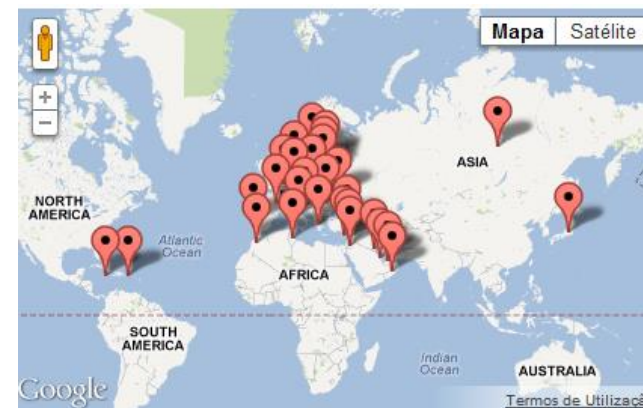 Mapa
Satélite
+
−
ASIA
NORTH
AMERICA
Atlantic
Ocean
AFRICA
SOUTH
AMERICA
Indian
Ocean
AUSTRALIA
Google
Termos de Utilizaçã